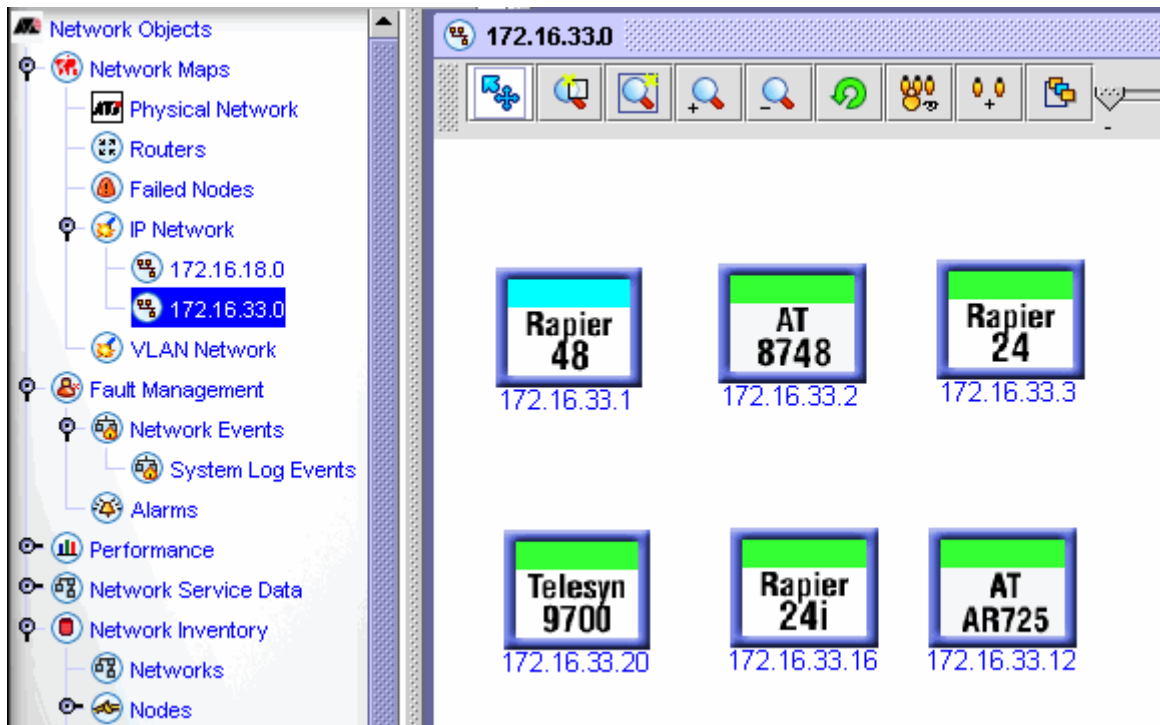 Network Objects
Network Maps
ATI Physical Network
Routers
Failed Nodes
IP Network
172.16.18.0
172.16.33.0
VLAN Network
Fault Management
Network Events
System Log Events
Alarms
Performance
Network Service Data
Network Inventory
Networks
Nodes
172.16.33.0
Rapier
48
172.16.33.1
AT
8748
172.16.33.2
Rapier
24
172.16.33.3
Telesyn
9700
172.16.33.20
Rapier
24i
172.16.33.16
AT
AR725
172.16.33.12